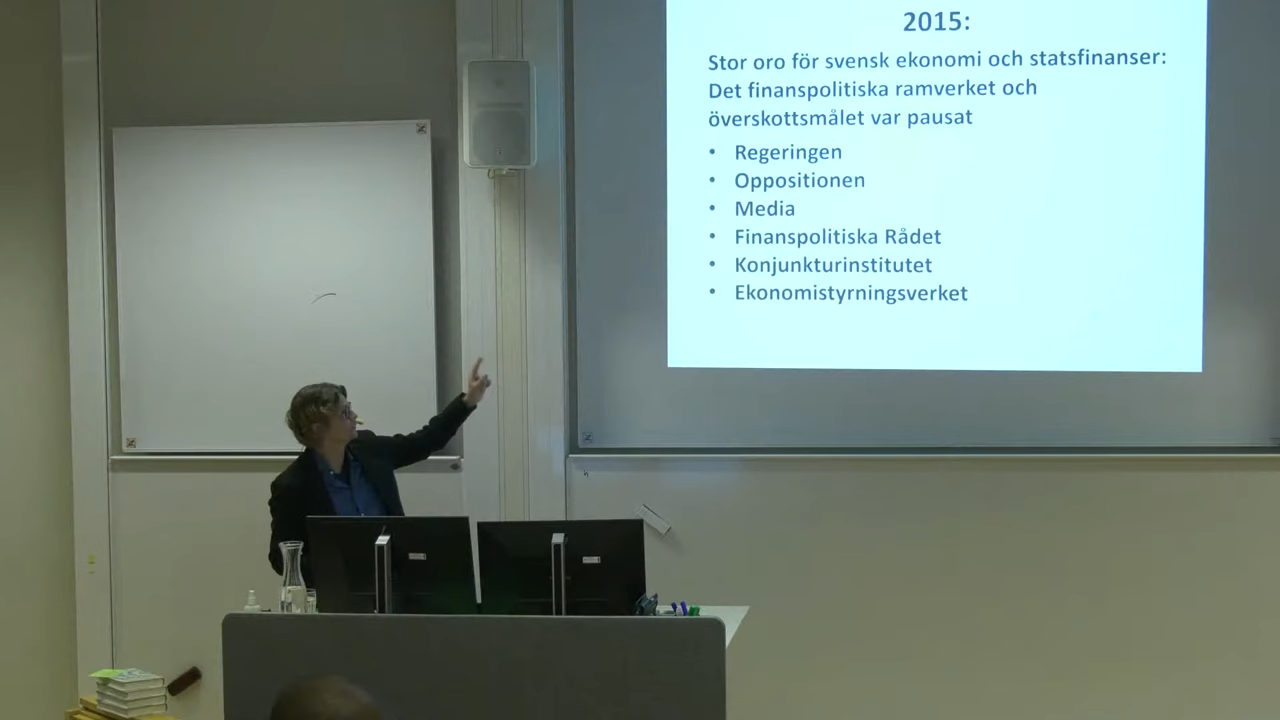 2015:
Stor oro för svensk ekonomi och statsfinanser:
Det finanspolitiska ramverket och
överskottsmålet var pausat
• Regeringen
• Oppositionen
• Media
• Finanspolitiska Rådet
• Konjunkturinstitutet
• Ekonomistyrningsverket